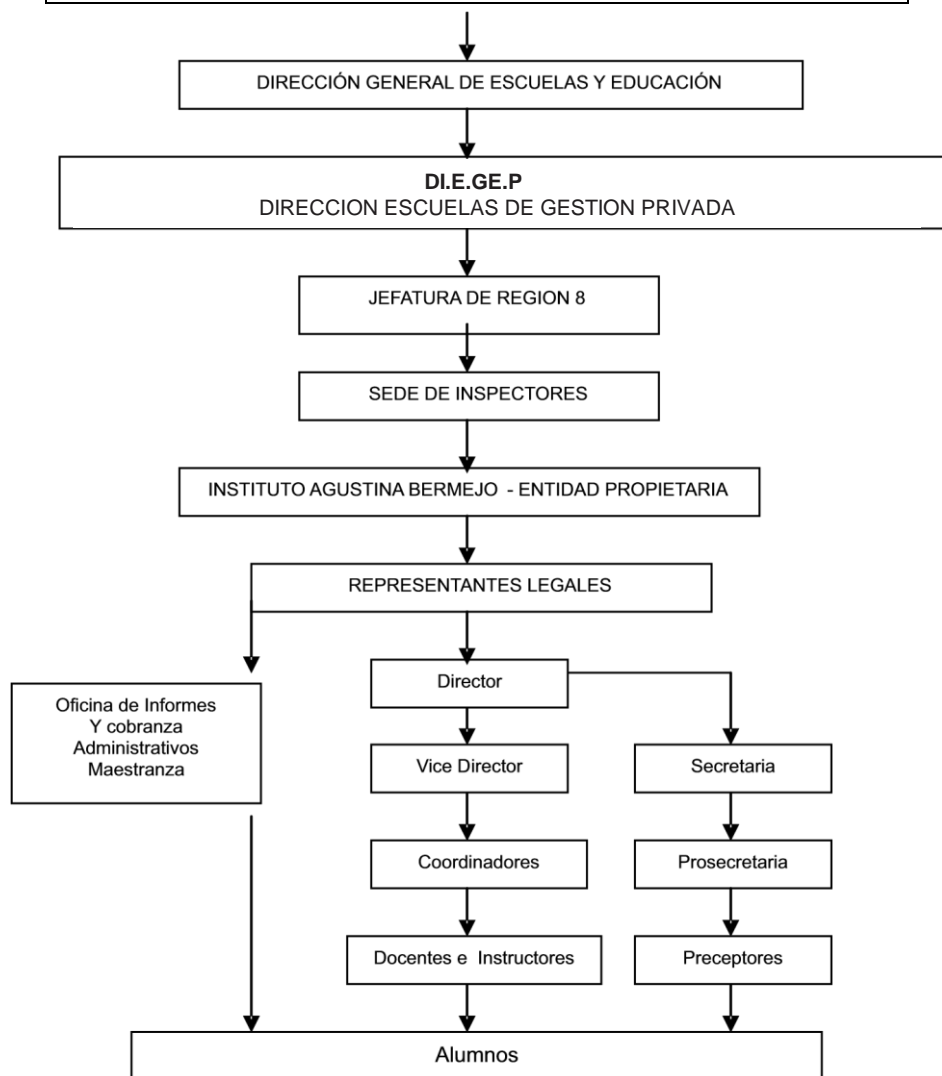 DIRECCIÓN GENERAL DE ESCUELAS Y EDUCACIÓN
DI.E.GE.P
DIRECCION ESCUELAS DE GESTION PRIVADA
JEFATURA DE REGION 8
SEDE DE INSPECTORES
INSTITUTO AGUSTINA BERMEJO - ENTIDAD PROPIETARIA
REPRESENTANTES LEGALES
Oficina de Informes
Y cobranza
Administrativos
Maestranza
Director
Vice Director
Secretaria
Coordinadores
Prosecretaria
Docentes e Instructores
Preceptores
Alumnos